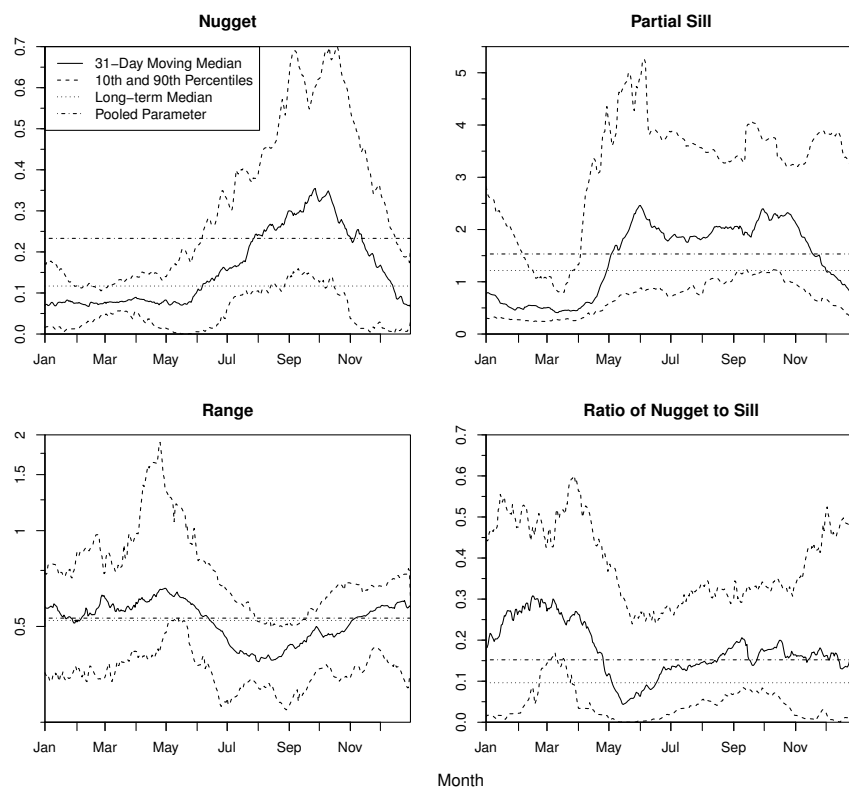 Nugget
0.7
0.6
0.5
0.4
0.3
0.2
0.1
0.0
31−Day Moving Median
10th and 90th Percentiles
Long−term Median
Pooled Parameter
Jan Mar May Jul Sep Nov
Partial Sill
5
4
3
2
1
0
Jan Mar May Jul Sep Nov
Range
2
1.5
1
0.5
Jan Mar May Jul Sep Nov
Ratio of Nugget to Sill
0.7
0.6
0.5
0.4
0.3
0.2
0.1
0.0
Jan Mar May Jul Sep Nov
Month